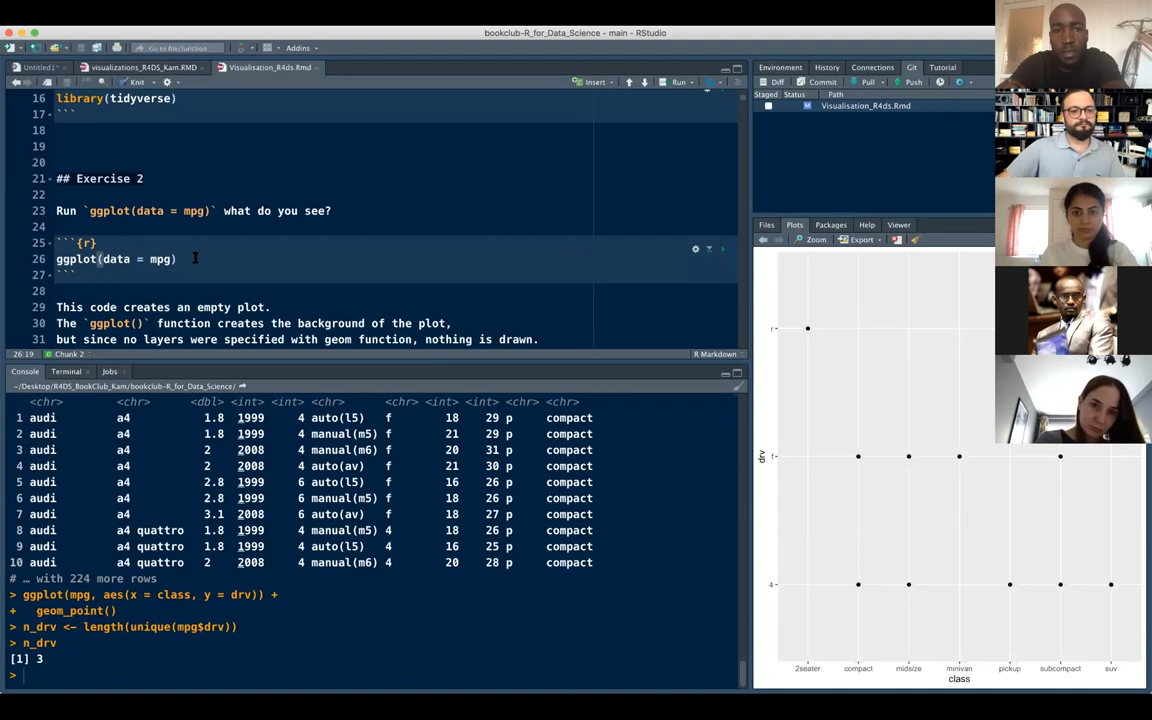 bookclub-R_for_Data_Science - main - RStudio
Go to file/function Addins
Untitled1* visualizations_R4DS_Kam.RMD Visualisation_R4ds.Rmd
Knit Insert Run
16 library(tidyverse)
17 ```
18
19
20
21 ## Exercise 2
22
23 Run `ggplot(data = mpg)` what do you see?
24
25 ```{r}
26 ggplot(data = mpg)
27 ```
28
29 This code creates an empty plot.
30 The `ggplot()` function creates the background of the plot,
31 but since no layers were specified with geom function, nothing is drawn.
26:19 Chunk 2 R Markdown
Console Terminal Jobs
~/Desktop/R4DS_BookClub_Kam/bookclub-R_for_Data_Science/
<chr> <chr> <dbl> <int> <int> <chr> <chr> <int> <int> <chr> <chr>
1 audi a4 1.8 1999 4 auto(l5) f 18 29 p compact
2 audi a4 1.8 1999 4 manual(m5) f 21 29 p compact
3 audi a4 2 2008 4 manual(m6) f 20 31 p compact
4 audi a4 2 2008 4 auto(av) f 21 30 p compact
5 audi a4 2.8 1999 6 auto(l5) f 16 26 p compact
6 audi a4 2.8 1999 6 manual(m5) f 18 26 p compact
7 audi a4 3.1 2008 6 auto(av) f 18 27 p compact
8 audi a4 quattro 1.8 1999 4 manual(m5) 4 18 26 p compact
9 audi a4 quattro 1.8 1999 4 auto(l5) 4 16 25 p compact
10 audi a4 quattro 2 2008 4 manual(m6) 4 20 28 p compact
# … with 224 more rows
> ggplot(mpg, aes(x = class, y = drv)) +
+ geom_point()
> n_drv <- length(unique(mpg$drv))
> n_drv
[1] 3
>
Environment History Connections Git Tutorial
Diff Commit Pull Push
Staged Status Path
M Visualisation_R4ds.Rmd
Files Plots Packages Help Viewer
Zoom Export
r
f
4
drv
2seater compact midsize minivan pickup subcompact suv
class